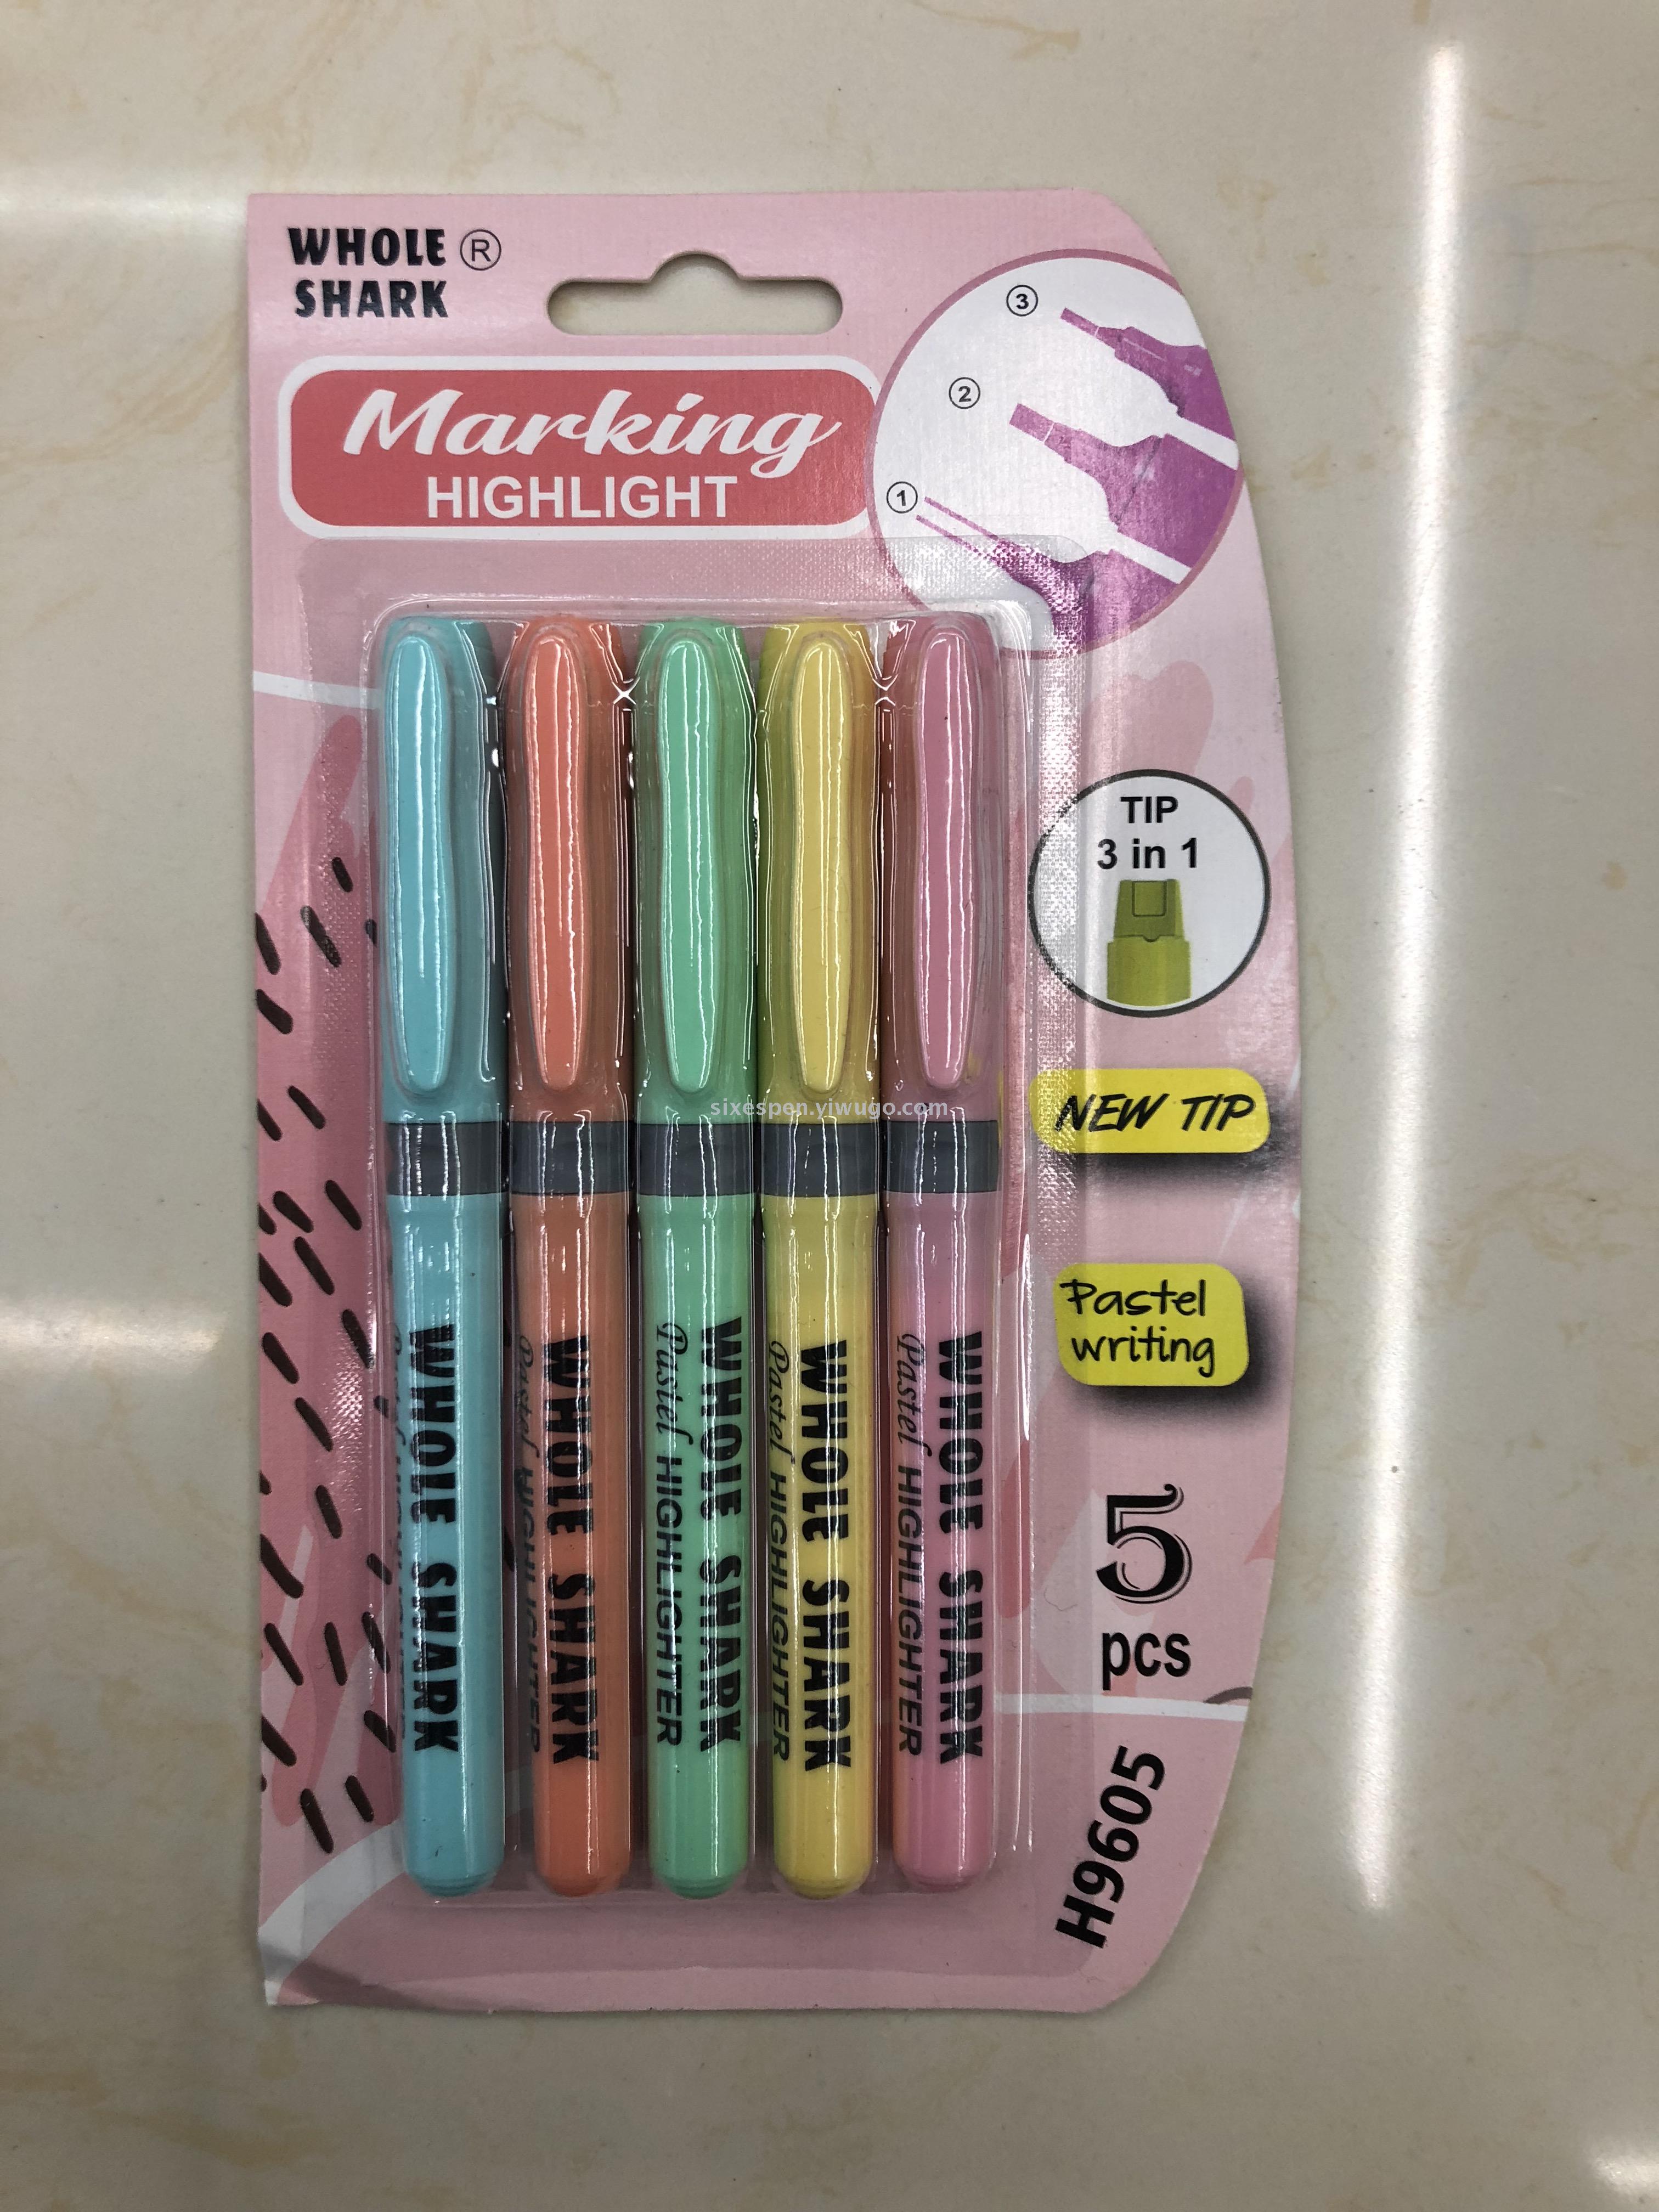 WHOLE ®
SHARK
Marking
HIGHLIGHT
3
2
1
TIP
3 in 1
sixespen.yiwugo.com
NEW TIP
Pastel
writing
5
pcs
H9605
WHOLE SHARK
WHOLE SHARK
Pastel HIGHLIGHTER
WHOLE SHARK
Pastel HIGHLIGHTER
WHOLE SHARK
Pastel HIGHLIGHTER
WHOLE SHARK
Pastel HIGHLIGHTER